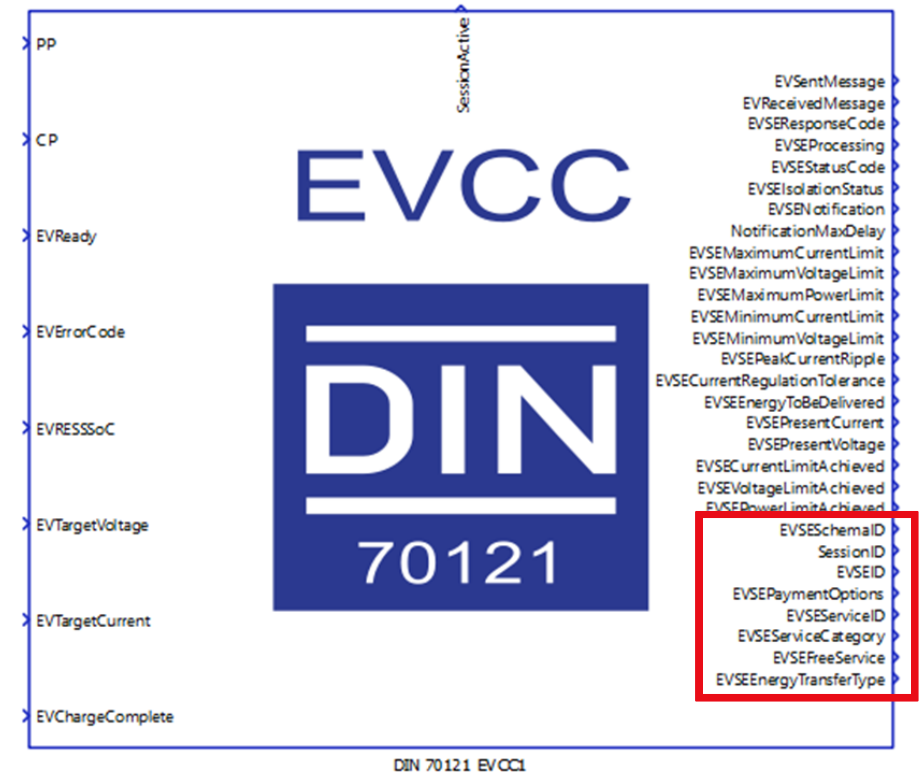 SessionActive
PP
CP
EVReady
EVErrorCode
EVRESSSoC
EVTargetVoltage
EVTargetCurrent
EVChargeComplete
EVCC
DIN
70121
EVSentMessage
EVReceivedMessage
EVSEResponseCode
EVSEProcessing
EVSEStatusCode
EVSEIsolationStatus
EVSENotification
NotificationMaxDelay
EVSEMaximumCurrentLimit
EVSEMaximumVoltageLimit
EVSEMaximumPowerLimit
EVSEMinimumCurrentLimit
EVSEMinimumVoltageLimit
EVSEPeakCurrentRipple
EVSECurrentRegulationTolerance
EVSEEnergyToBeDelivered
EVSEPresentCurrent
EVSEPresentVoltage
EVSECurrentLimitAchieved
EVSEVoltageLimitAchieved
EVSEPowerLimitAchieved
EVSESchemaID
SessionID
EVSEID
EVSEPaymentOptions
EVSEServiceID
EVSEServiceCategory
EVSEFreeService
EVSEEnergyTransferType
DIN 70121 EVCC1